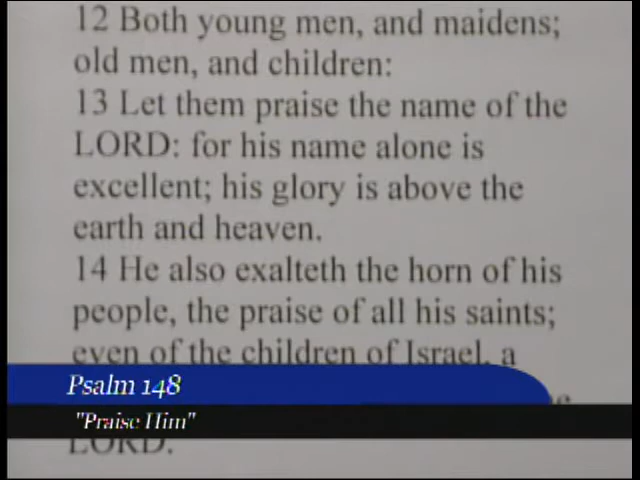 12 Both young men, and maidens;
old men, and children:
13 Let them praise the name of the
LORD: for his name alone is
excellent; his glory is above the
earth and heaven.
14 He also exalteth the horn of his
people, the praise of all his saints;
even of the children of Israel, a
Psalm 148
"Praise Him"
LORD.